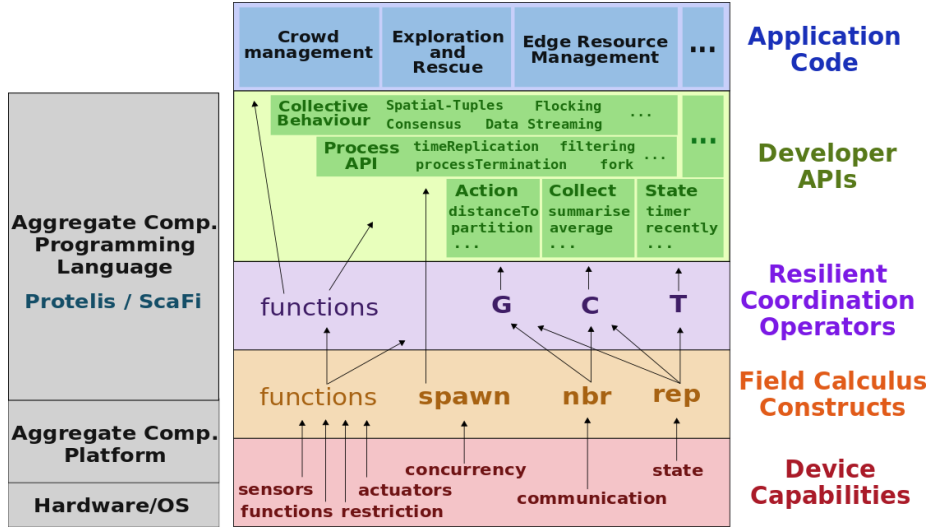 Crowd
management
Exploration
and
Rescue
Edge Resource
Management
...
Application
Code
Collective
Behaviour
Spatial-Tuples
Flocking
Consensus
Data Streaming
...
...
Process
API
timeReplication
filtering
processTermination
fork
...
Developer
APIs
Action
distanceTo
partition
...
Collect
summarise
average
...
State
timer
recently
...
Aggregate Comp.
Programming
Language
Protelis / ScaFi
functions
G
C
T
Resilient
Coordination
Operators
functions
spawn
nbr
rep
Field Calculus
Constructs
Aggregate Comp.
Platform
Hardware/OS
concurrency
state
sensors
actuators
communication
functions
restriction
Device
Capabilities